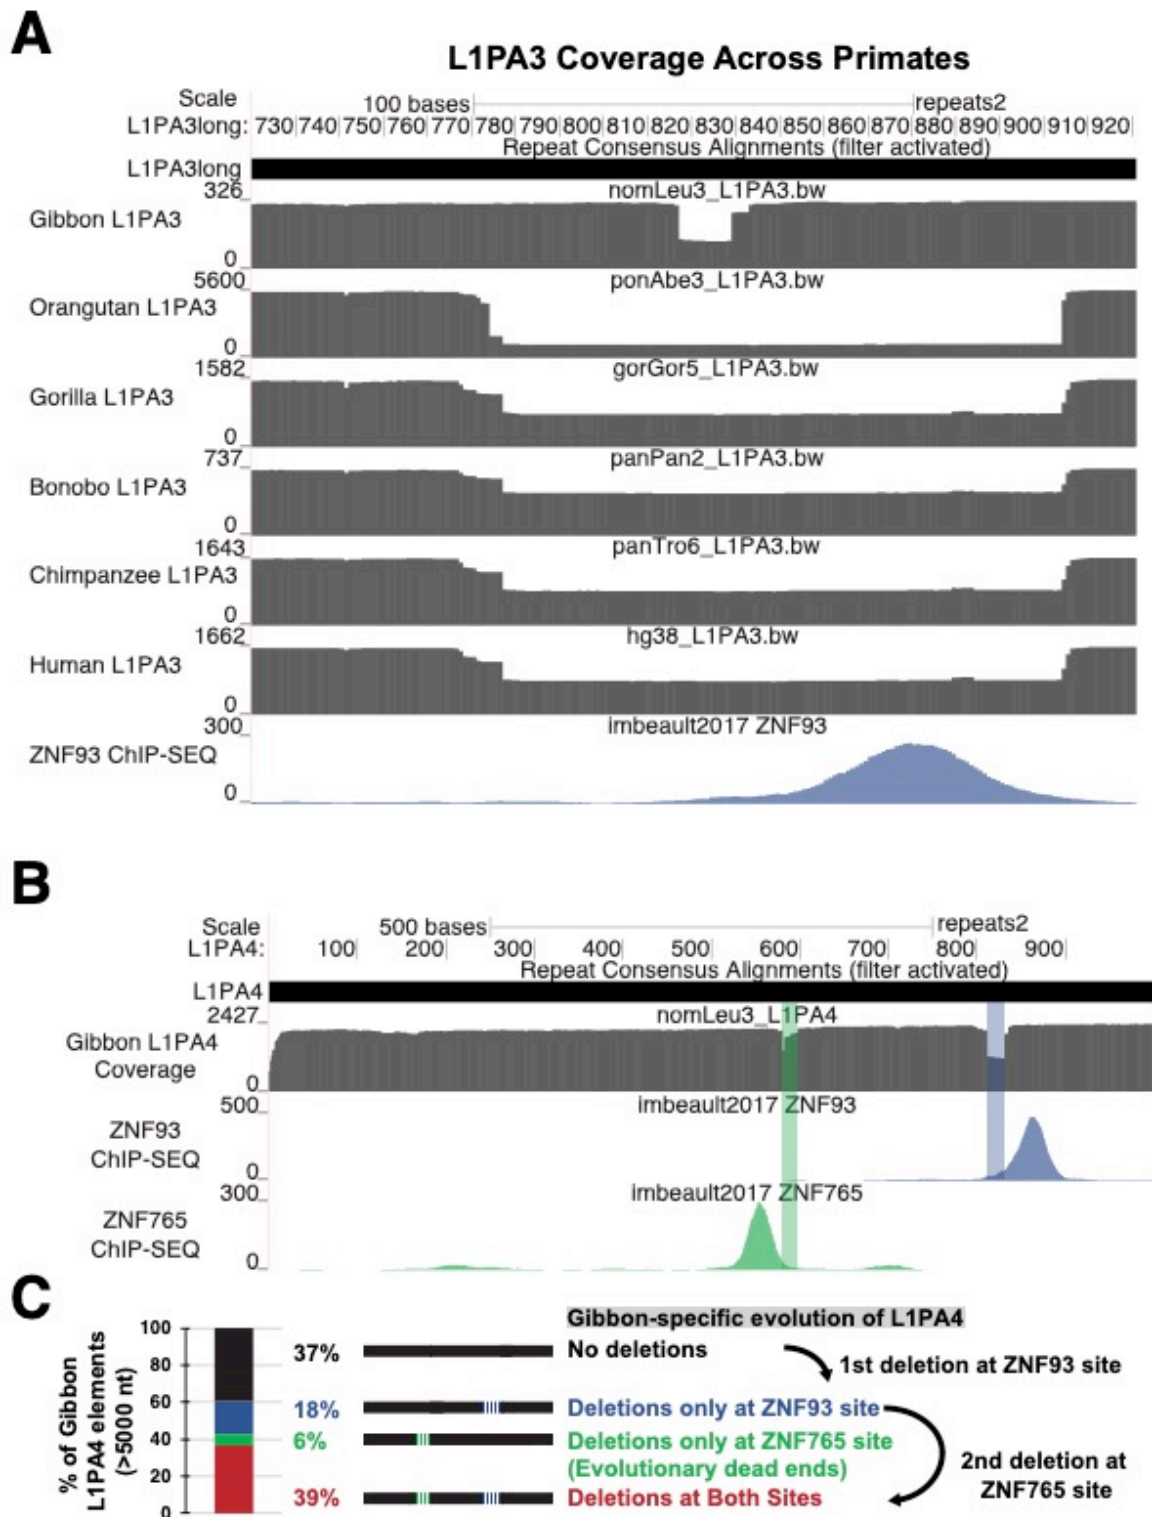 A
L1PA3 Coverage Across Primates
Scale 100 bases repeats2
L1PA3long: 730 740 750 760 770 780 790 800 810 820 830 840 850 860 870 880 890 900 910 920
Repeat Consensus Alignments (filter activated)
L1PA3long
326 nomLeu3_L1PA3.bw
Gibbon L1PA3
0
5600 ponAbe3_L1PA3.bw
Orangutan L1PA3
0
1582 gorGor5_L1PA3.bw
Gorilla L1PA3
0
737 panPan2_L1PA3.bw
Bonobo L1PA3
0
1643 panTro6_L1PA3.bw
Chimpanzee L1PA3
0
1662 hg38_L1PA3.bw
Human L1PA3
0
300 imbeault2017 ZNF93
ZNF93 ChIP-SEQ
0
B
Scale 500 bases repeats2
L1PA4: 100 200 300 400 500 600 700 800 900
Repeat Consensus Alignments (filter activated)
L1PA4
2427 nomLeu3_L1PA4
Gibbon L1PA4
Coverage
0
500 imbeault2017 ZNF93
ZNF93
ChIP-SEQ
0
300 imbeault2017 ZNF765
ZNF765
ChIP-SEQ
0
C
% of Gibbon
L1PA4 elements
(>5000 nt)
100
80
60
40
20
0
Gibbon-specific evolution of L1PA4
37% No deletions
1st deletion at ZNF93 site
18% Deletions only at ZNF93 site
6% Deletions only at ZNF765 site
(Evolutionary dead ends)
2nd deletion at
ZNF765 site
39% Deletions at Both Sites